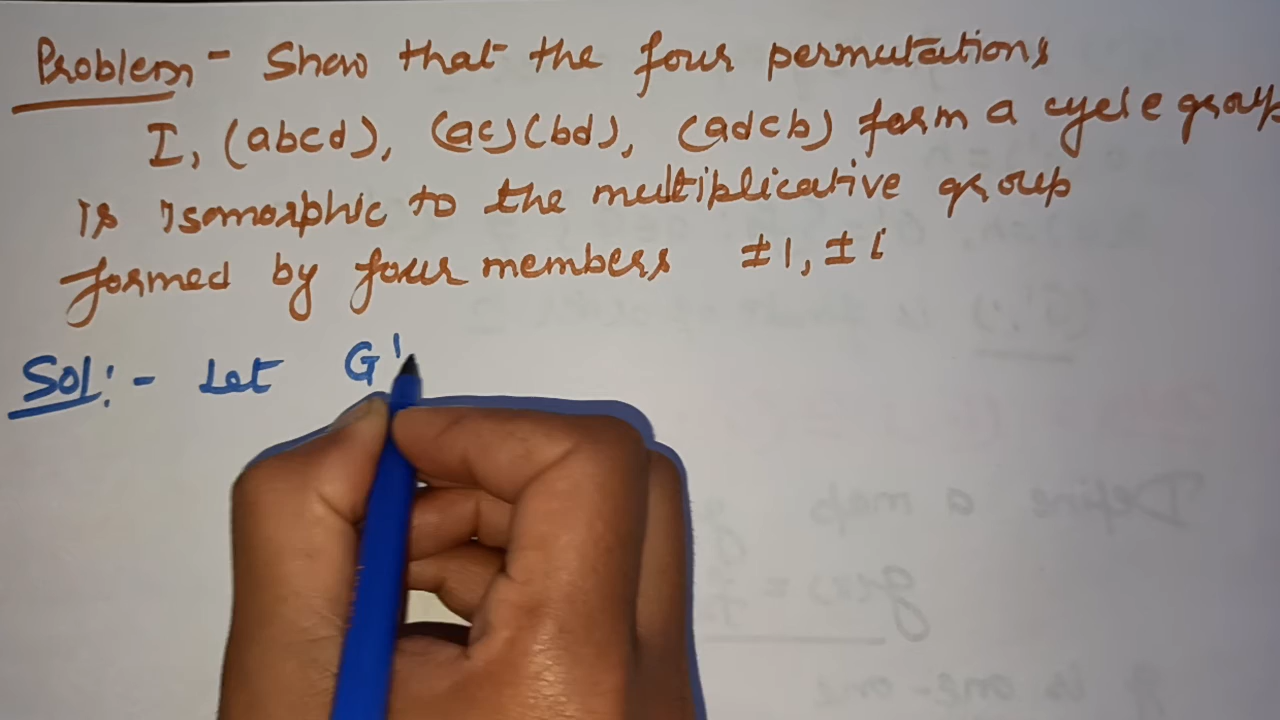 Problem - Show that the four permutations
I, (abcd), (ac)(bd), (adcb) form a cycle group
is isomorphic to the multiplicative group
formed by four members ±1, ±i
Sol:- Let G'